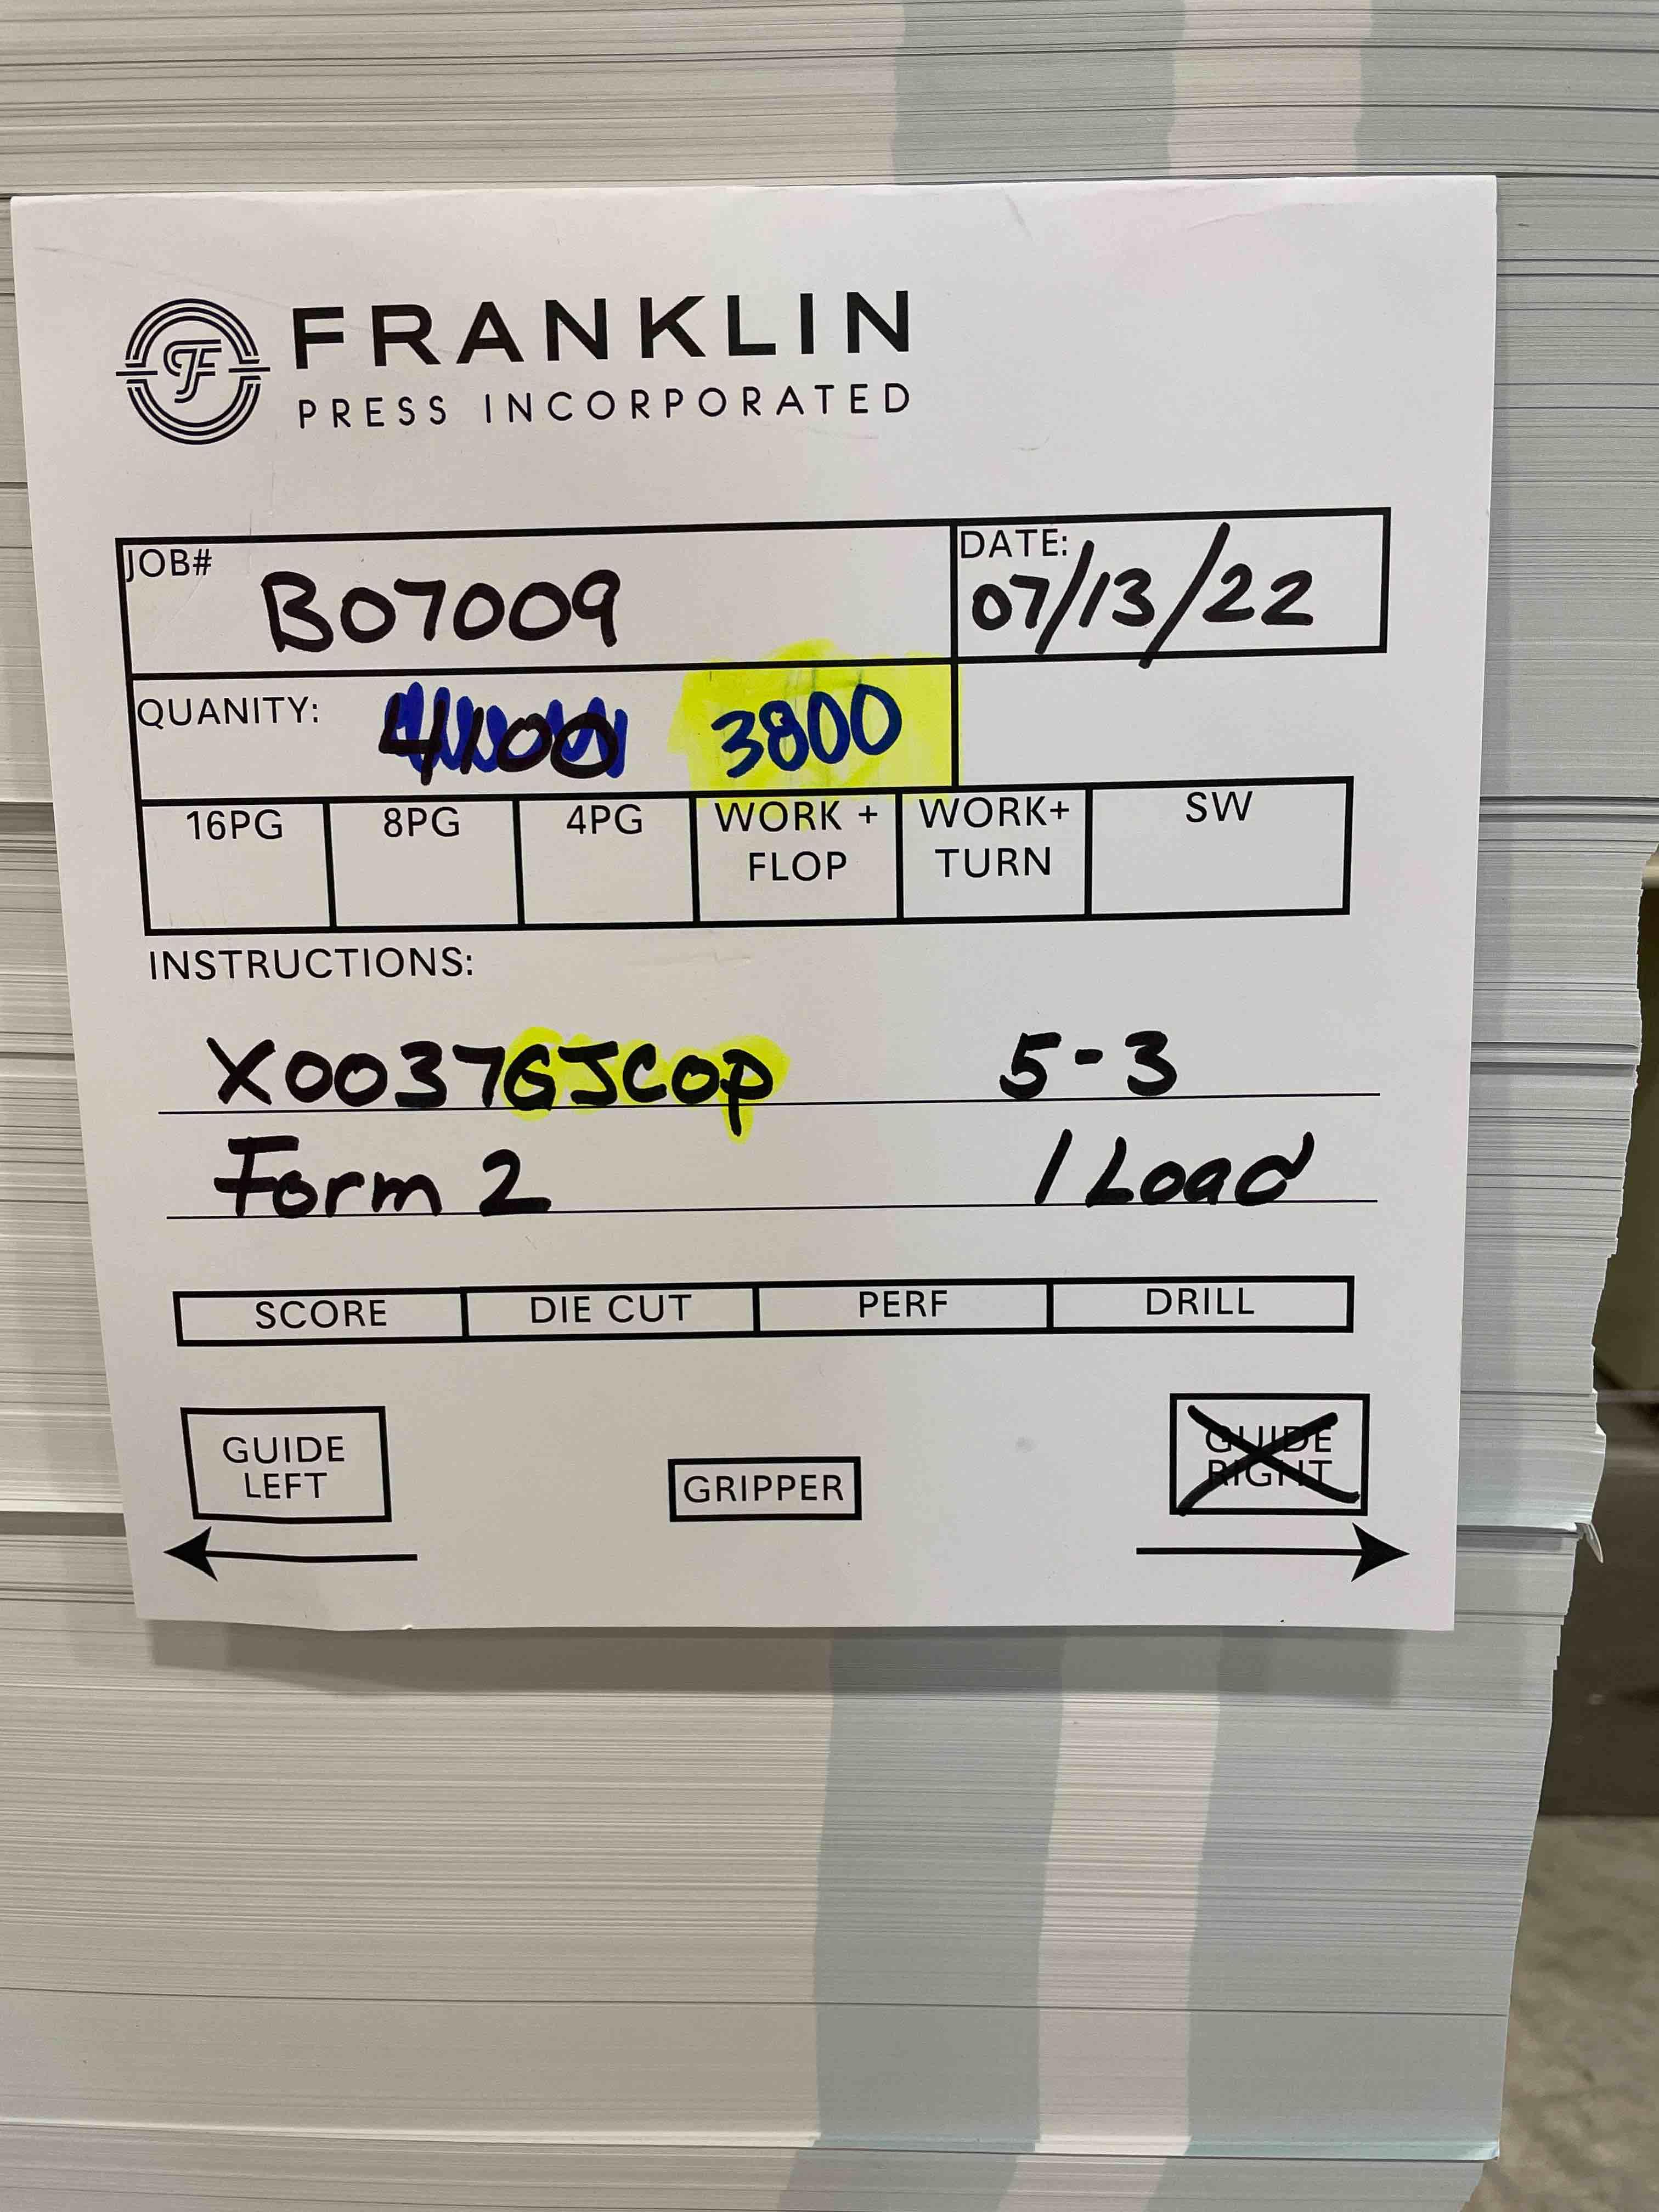 FRANKLIN
PRESS INCORPORATED
JOB# B07009
DATE: 07/13/22
QUANITY: 4100 3800
16PG 8PG 4PG WORK + FLOP WORK+ TURN SW
INSTRUCTIONS:
X0037GJCop 5-3
Form 2 1 Load
SCORE DIE CUT PERF DRILL
GUIDE LEFT GRIPPER GUIDE RIGHT